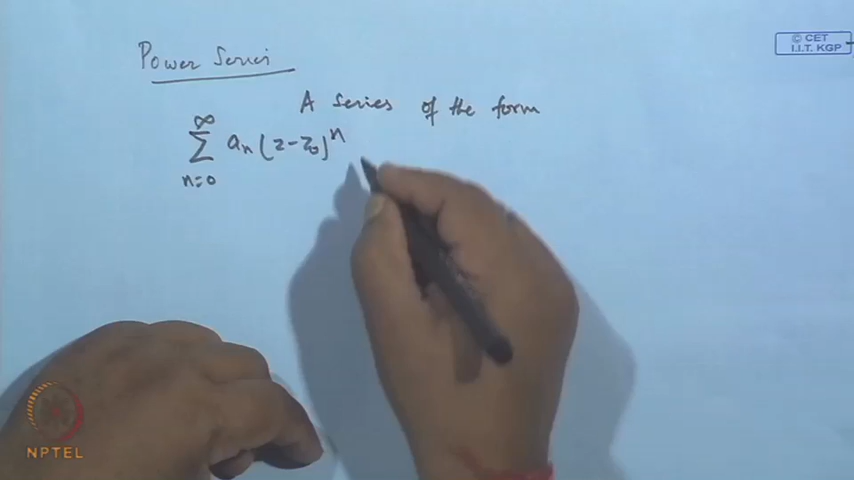 Power Series
© CET
I.I.T. KGP
A series of the form
∞
∑ aₙ (z-z₀)ⁿ
n=0
NPTEL